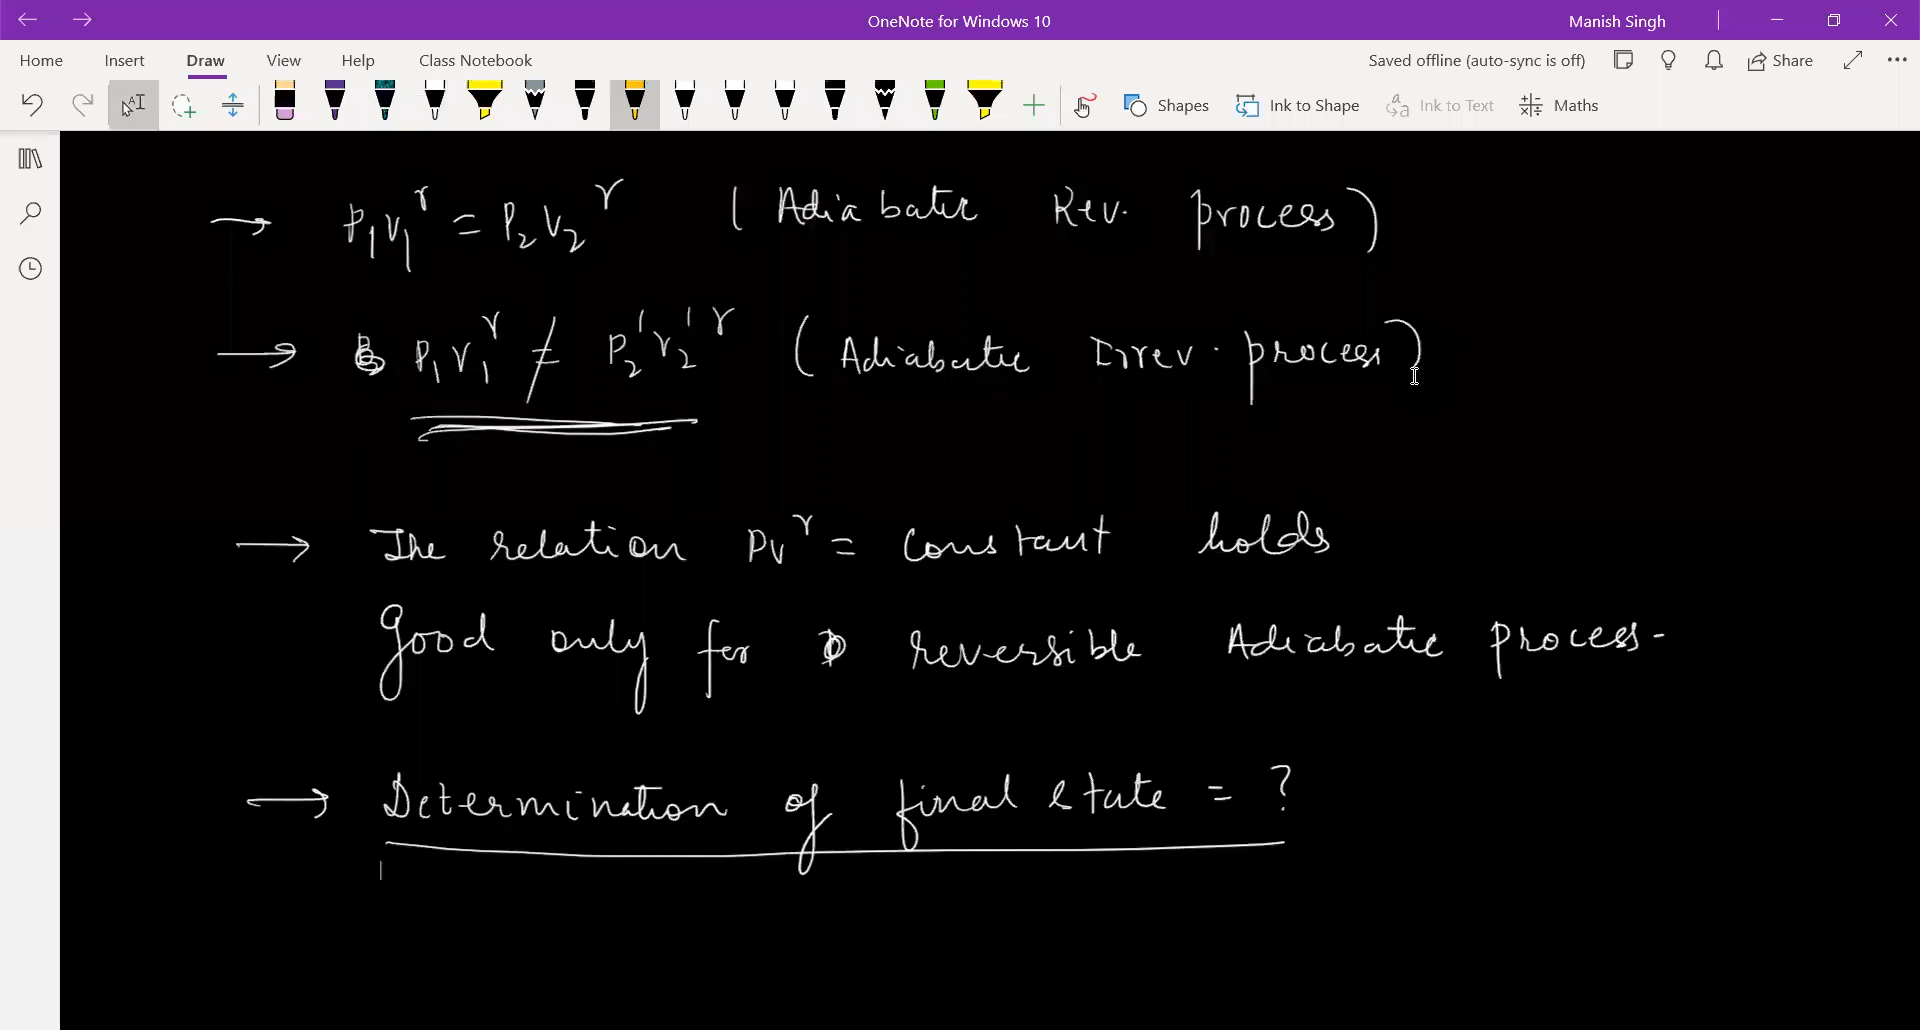 OneNote for Windows 10
Manish Singh
Home Insert Draw View Help Class Notebook
Saved offline (auto-sync is off) Share
Shapes Ink to Shape Ink to Text Maths
→ P₁V₁^γ = P₂V₂^γ (Adiabatic Rev. process)
→ P₁V₁^γ ≠ P₂'V₂'^γ (Adiabatic Irrev. process)
→ The relation PV^γ = Constant holds
Good only for reversible Adiabatic process-
→ Determination of final state = ?